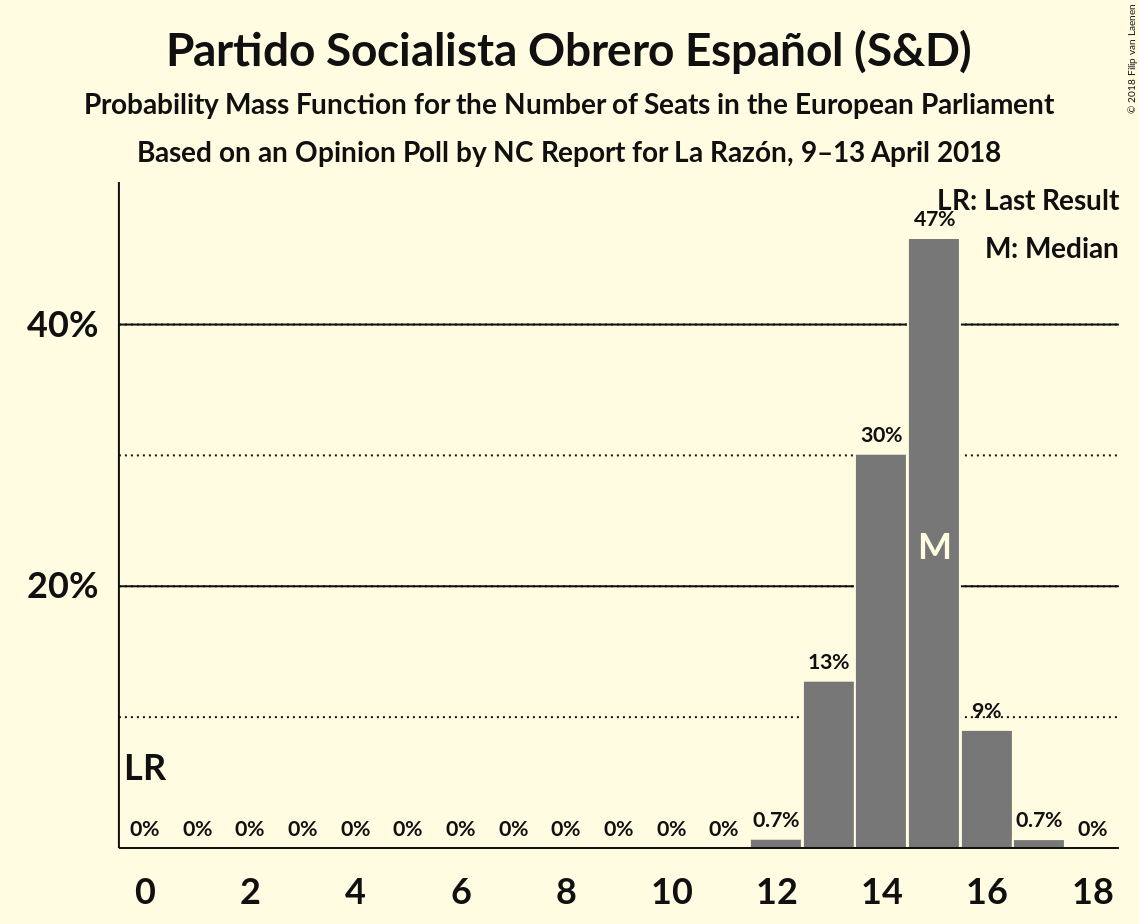 Partido Socialista Obrero Español (S&D)
Probability Mass Function for the Number of Seats in the European Parliament
Based on an Opinion Poll by NC Report for La Razón, 9–13 April 2018
© 2018 Filip van Laenen
LR: Last Result
M: Median
47%
40%
30%
M
20%
13%
9%
LR
0% 0% 0% 0% 0% 0% 0% 0% 0% 0% 0% 0% 0.7% 0.7% 0%
0 2 4 6 8 10 12 14 16 18